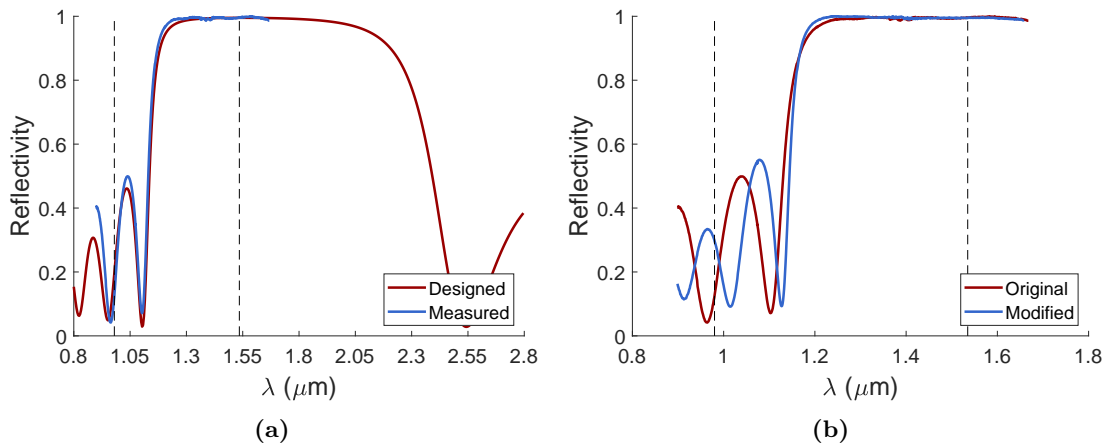 1
0.8
0.6
0.4
0.2
0
Reflectivity
0.8 1.05 1.3 1.55 1.8 2.05 2.3 2.55 2.8
λ (μm)
Designed
Measured
(a)
1
0.8
0.6
0.4
0.2
0
Reflectivity
0.8 1 1.2 1.4 1.6 1.8
λ (μm)
Original
Modified
(b)